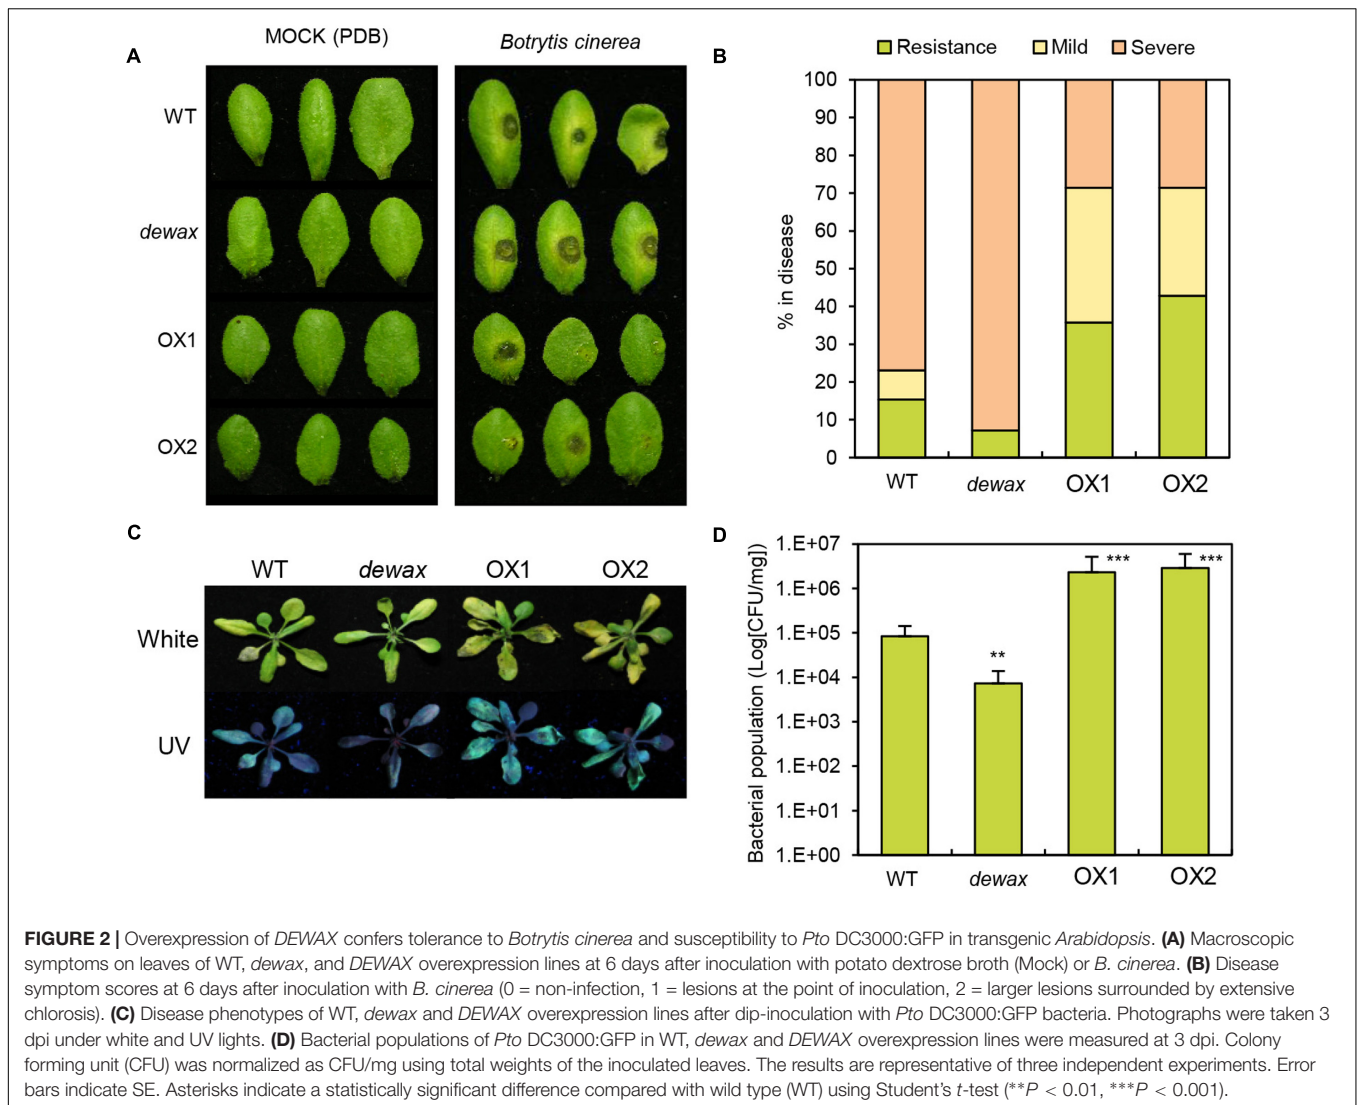 A
MOCK (PDB)
Botrytis cinerea
WT
dewax
OX1
OX2
B
Resistance
Mild
Severe
% in disease
100
90
80
70
60
50
40
30
20
10
0
WT
dewax
OX1
OX2
C
WT
dewax
OX1
OX2
White
UV
D
Bacterial population (Log[CFU/mg])
1.E+07
1.E+06
1.E+05
1.E+04
1.E+03
1.E+02
1.E+01
1.E+00
**
***
***
WT
dewax
OX1
OX2
FIGURE 2 | Overexpression of DEWAX confers tolerance to Botrytis cinerea and susceptibility to Pto DC3000:GFP in transgenic Arabidopsis. (A) Macroscopic
symptoms on leaves of WT, dewax, and DEWAX overexpression lines at 6 days after inoculation with potato dextrose broth (Mock) or B. cinerea. (B) Disease
symptom scores at 6 days after inoculation with B. cinerea (0 = non-infection, 1 = lesions at the point of inoculation, 2 = larger lesions surrounded by extensive
chlorosis). (C) Disease phenotypes of WT, dewax and DEWAX overexpression lines after dip-inoculation with Pto DC3000:GFP bacteria. Photographs were taken 3
dpi under white and UV lights. (D) Bacterial populations of Pto DC3000:GFP in WT, dewax and DEWAX overexpression lines were measured at 3 dpi. Colony
forming unit (CFU) was normalized as CFU/mg using total weights of the inoculated leaves. The results are representative of three independent experiments. Error
bars indicate SE. Asterisks indicate a statistically significant difference compared with wild type (WT) using Student's t-test (**P < 0.01, ***P < 0.001).